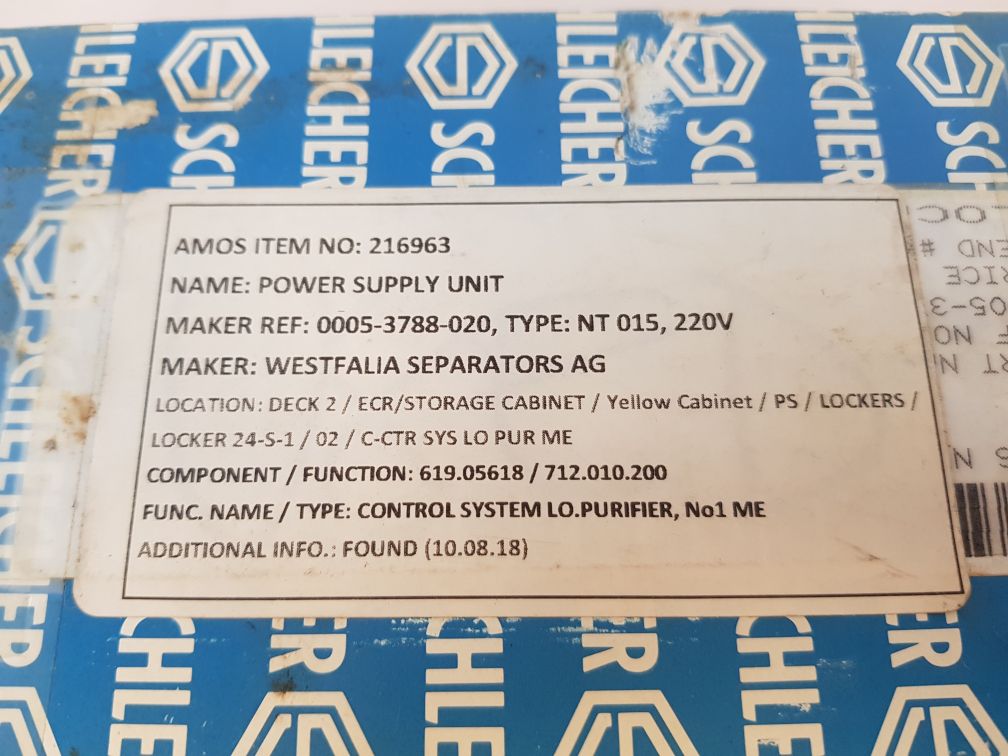 SCHLEICHER
AMOS ITEM NO: 216963
NAME: POWER SUPPLY UNIT
MAKER REF: 0005-3788-020, TYPE: NT 015, 220V
MAKER: WESTFALIA SEPARATORS AG
LOCATION: DECK 2 / ECR/STORAGE CABINET / Yellow Cabinet / PS / LOCKERS /
LOCKER 24-S-1 / 02 / C-CTR SYS LO PUR ME
COMPONENT / FUNCTION: 619.05618 / 712.010.200
FUNC. NAME / TYPE: CONTROL SYSTEM LO.PURIFIER, No1 ME
ADDITIONAL INFO.: FOUND (10.08.18)